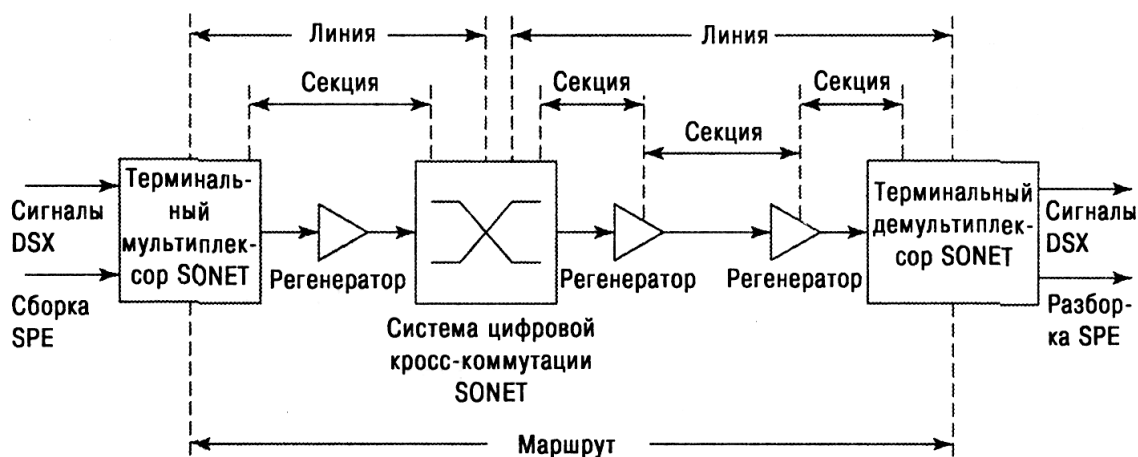 Линия
Линия
Секция
Секция
Секция
Секция
Сигналы
DSX
Сборка
SPE
Терминаль-
ный
мультиплек-
сор SONET
Регенератор
Система цифровой
кросс-коммутации
SONET
Регенератор
Регенератор
Терминальный
демультиплек-
сор SONET
Сигналы
DSX
Разбор-
ка SPE
Маршрут